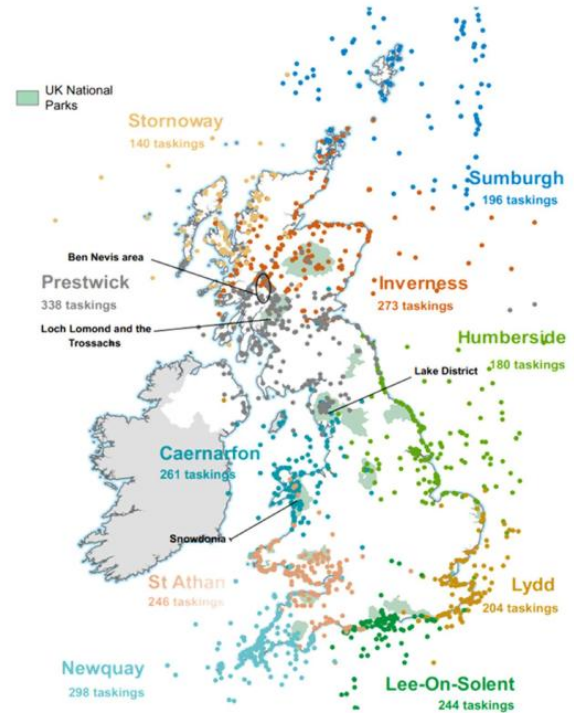 UK National
Parks
Stornoway
140 taskings
Sumburgh
196 taskings
Ben Nevis area
Prestwick
338 taskings
Inverness
273 taskings
Loch Lomond and the
Trossachs
Humberside
180 taskings
Lake District
Caernarfon
261 taskings
Snowdonia
St Athan
246 taskings
Lydd
204 taskings
Newquay
298 taskings
Lee-On-Solent
244 taskings